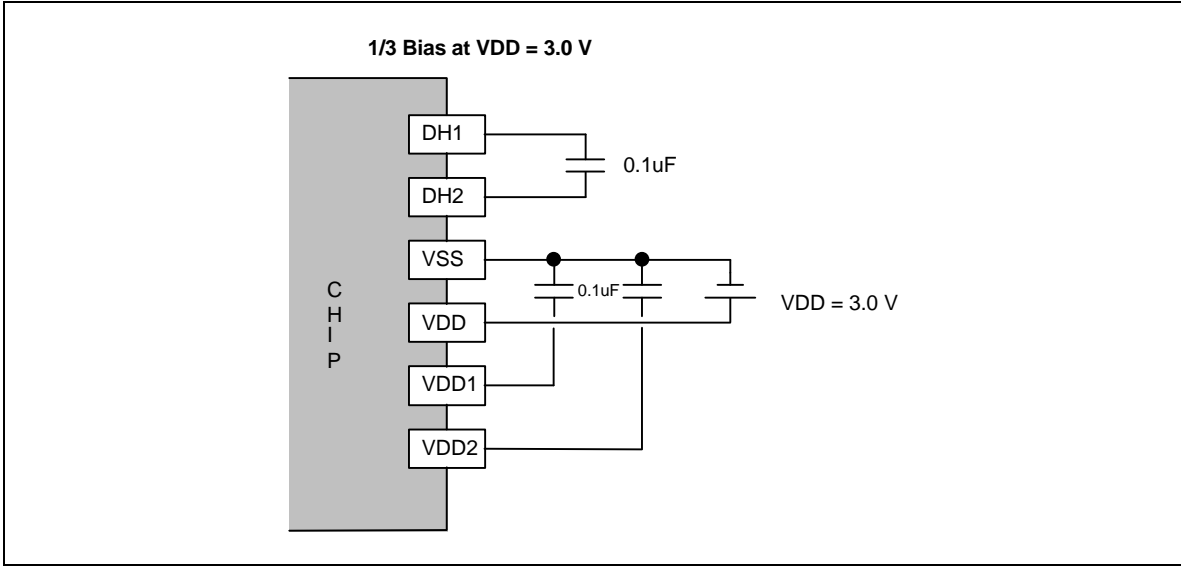 1/3 Bias at VDD = 3.0 V
DH1
0.1uF
DH2
VSS
0.1uF
VDD = 3.0 V
CHIP
VDD
VDD1
VDD2